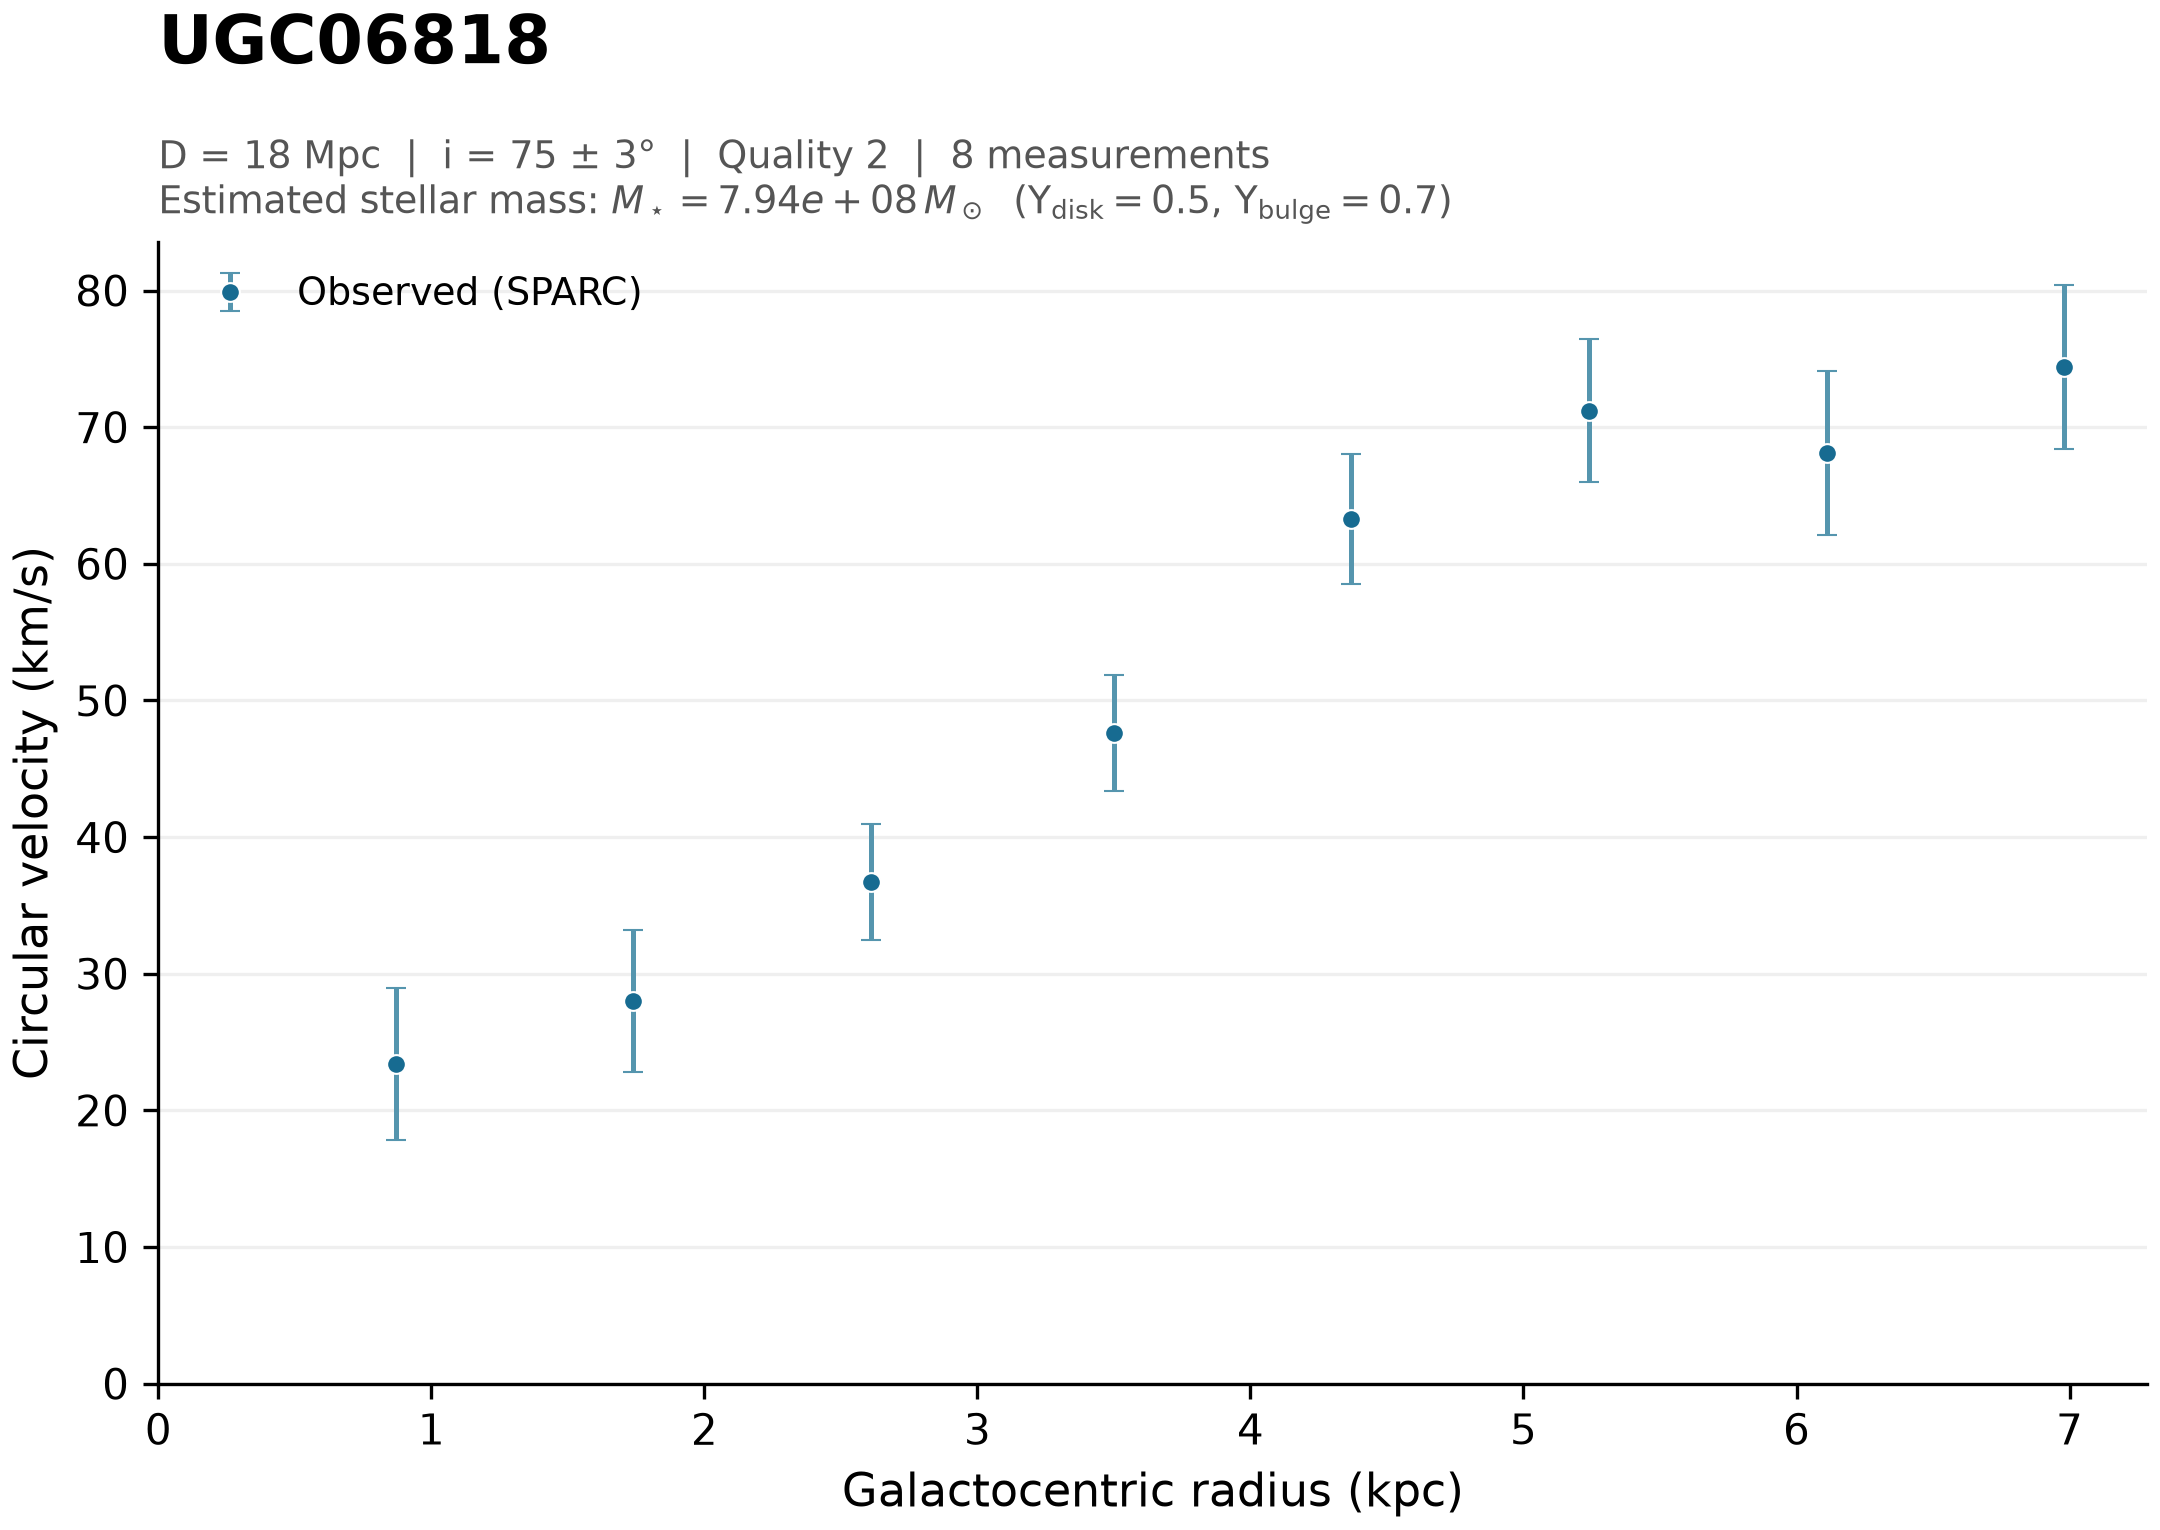 UGC06818
D = 18 Mpc | i = 75 ± 3° | Quality 2 | 8 measurements
Estimated stellar mass: M⋆ = 7.94e + 08 M⊙ (Υdisk = 0.5, Υbulge = 0.7)
Observed (SPARC)
80
70
60
50
40
30
20
10
0
Circular velocity (km/s)
0 1 2 3 4 5 6 7
Galactocentric radius (kpc)